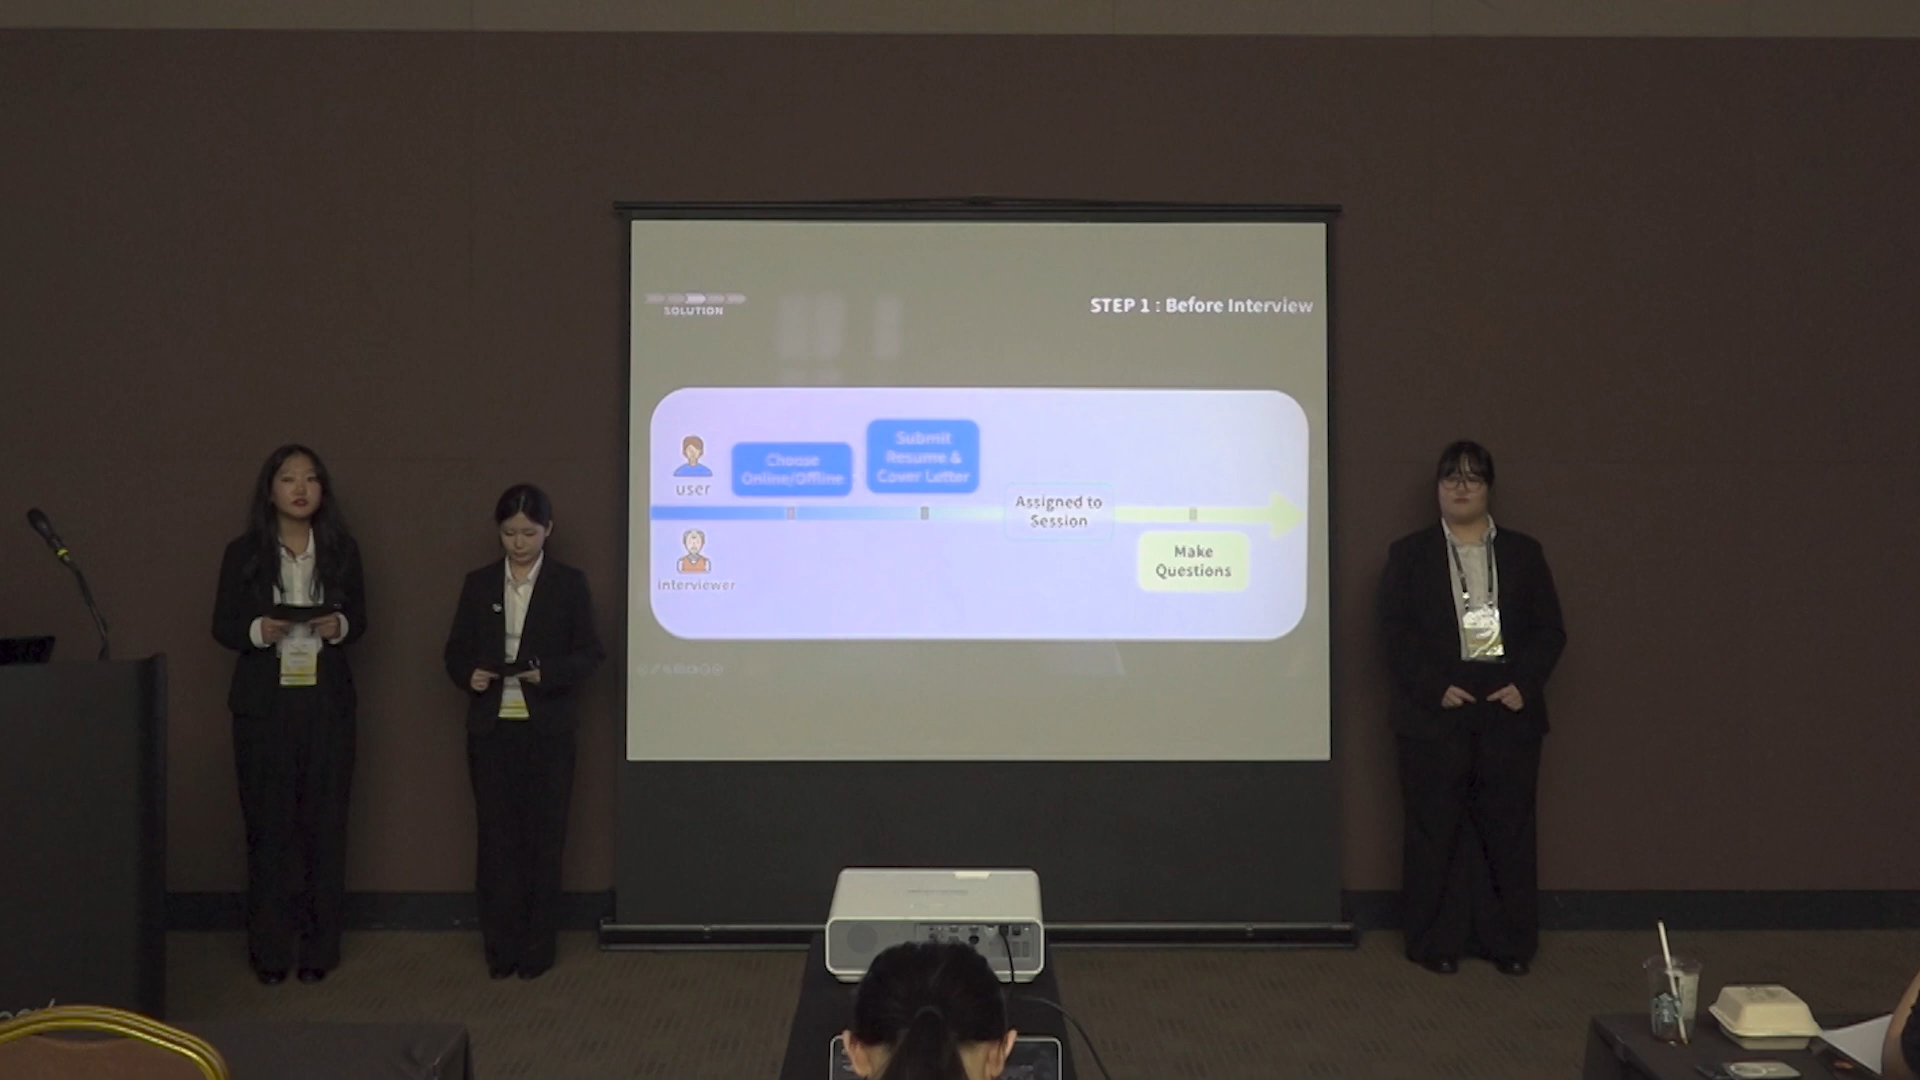 SOLUTION
STEP 1 : Before Interview
Choose
Online/Offline
Submit
Resume &
Cover Letter
user
Assigned to
Session
interviewer
Make
Questions